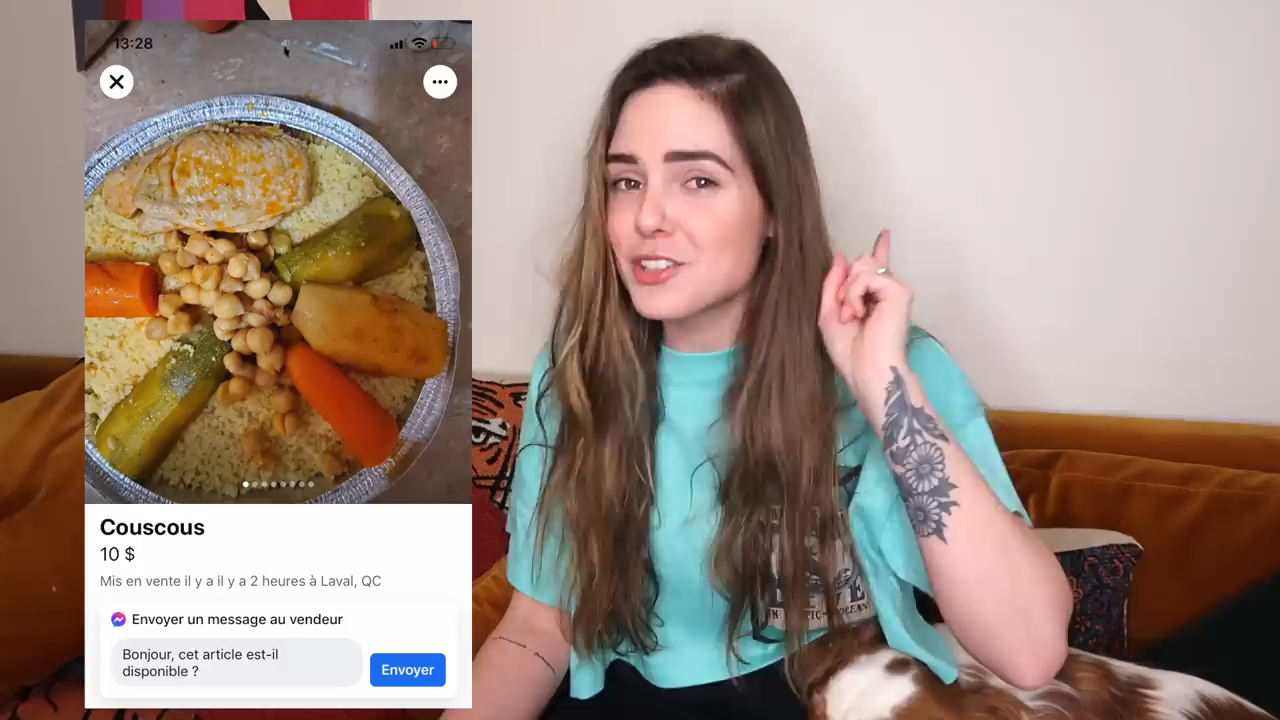 13:28
Couscous
10 $
Mis en vente il y a il y a 2 heures à Laval, QC
Envoyer un message au vendeur
Bonjour, cet article est-il
disponible ?
Envoyer